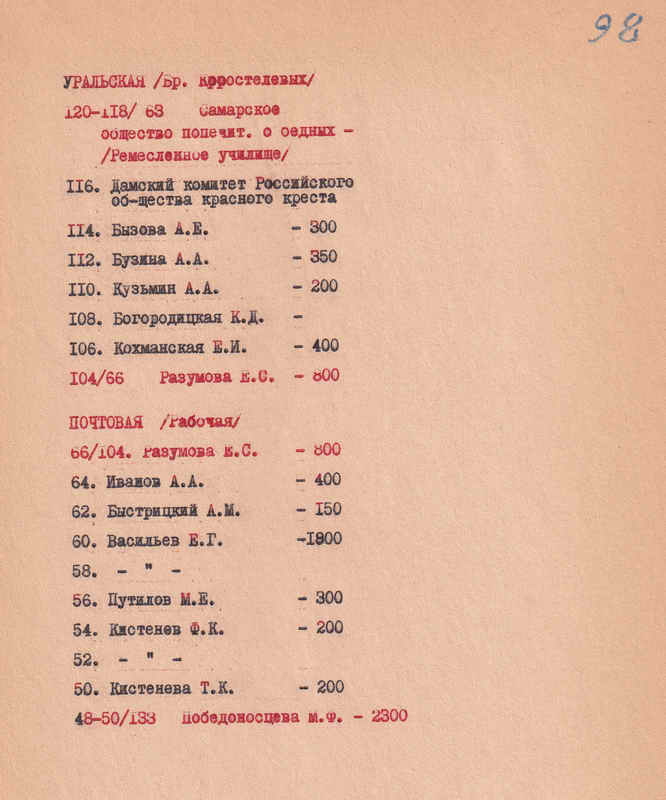 98
УРАЛЬСКАЯ /Бр. Коростелевых/
120-118/ 63 Самарское
общество попечит. о бедных -
/Ремесленное училище/
116. Дамский комитет Российского
об-щества красного креста
114. Бызова А.Е. - 300
112. Бузина А.А. - 350
110. Кузьмин А.А. - 200
108. Богородицкая К.Д. -
106. Кохманская Е.И. - 400
104/66 Разумова Е.С. - 800
ПОЧТОВАЯ /Рабочая/
66/104. Разумова Е.С. - 800
64. Иванов А.А. - 400
62. Быстрицкий А.М. - 150
60. Васильев Е.Г. -1800
58. - " -
56. Путилов М.Е. - 300
54. Кистенев Ф.К. - 200
52. - " -
50. Кистенева Т.К. - 200
48-50/133 Победоносцева М.Ф. - 2300